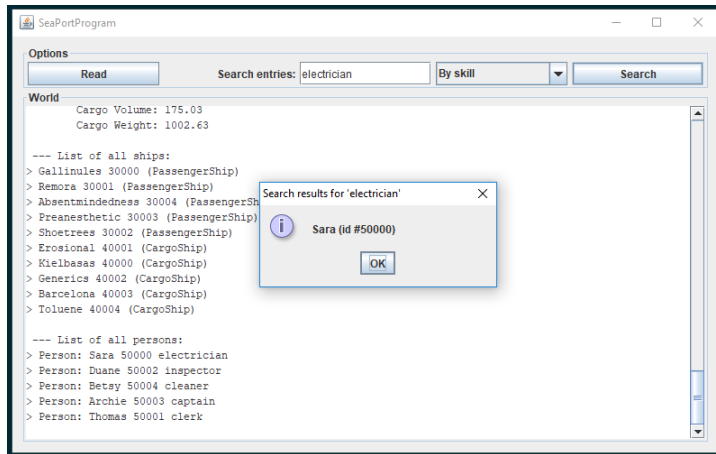 SeaPortProgram
Options
Read Search entries: electrician By skill Search
World
Cargo Volume: 175.03
Cargo Weight: 1002.63
--- List of all ships:
> Gallinules 30000 (PassengerShip)
> Remora 30001 (PassengerShip)
> Absentmindedness 30004 (PassengerSh
> Preanesthetic 30003 (PassengerShip)
> Shoetrees 30002 (PassengerShip)
> Erosional 40001 (CargoShip)
> Kielbasas 40000 (CargoShip)
> Generics 40002 (CargoShip)
> Barcelona 40003 (CargoShip)
> Toluene 40004 (CargoShip)
--- List of all persons:
> Person: Sara 50000 electrician
> Person: Duane 50002 inspector
> Person: Betsy 50004 cleaner
> Person: Archie 50003 captain
> Person: Thomas 50001 clerk
Search results for 'electrician'
Sara (id #50000)
OK